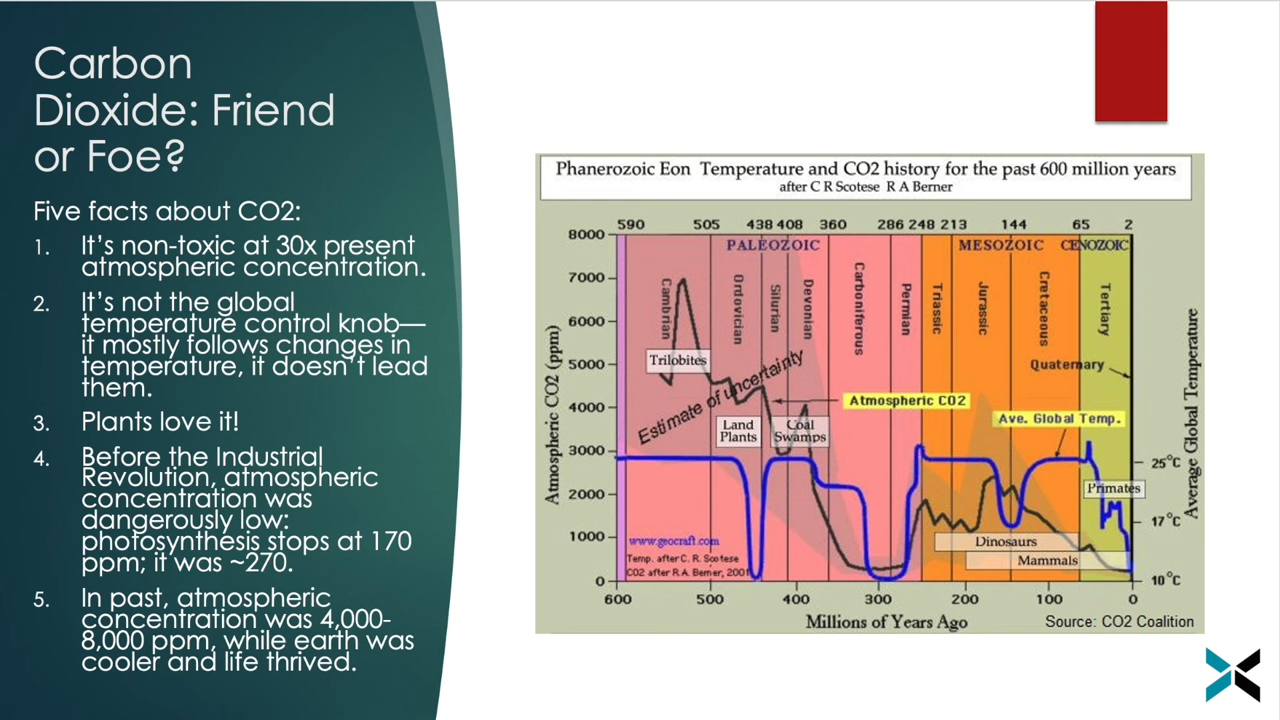 Carbon
Dioxide: Friend
or Foe?
Five facts about CO2:
1. It's non-toxic at 30x present
atmospheric concentration.
2. It's not the global
temperature control knob—
it mostly follows changes in
temperature, it doesn't lead
them.
3. Plants love it!
4. Before the Industrial
Revolution, atmospheric
concentration was
dangerously low:
photosynthesis stops at 170
ppm; it was ~270.
5. In past, atmospheric
concentration was 4,000-
8,000 ppm, while earth was
cooler and life thrived.
Phanerozoic Eon Temperature and CO2 history for the past 600 million years
after C R Scotese R A Berner
590 505 438 408 360 286 248 213 144 65 2
PALEOZOIC MESOZOIC CENOZOIC
8000
7000
6000
5000
4000
3000
2000
1000
0
Atmospheric CO2 (ppm)
Cambrian
Ordovician
Silurian
Devonian
Carboniferous
Permian
Triassic
Jurassic
Cretaceous
Tertiary
Quaternary
Trilobites
Estimate of uncertainty
Atmospheric CO2
Ave. Global Temp.
Land
Plants
Coal
Swamps
Primates
Dinosaurs
Mammals
www.geocraft.com
Temp. after C. R. Scotese
CO2 after R.A. Berner, 2001
25°C
17°C
10°C
Average Global Temperature
600 500 400 300 200 100 0
Millions of Years Ago
Source: CO2 Coalition